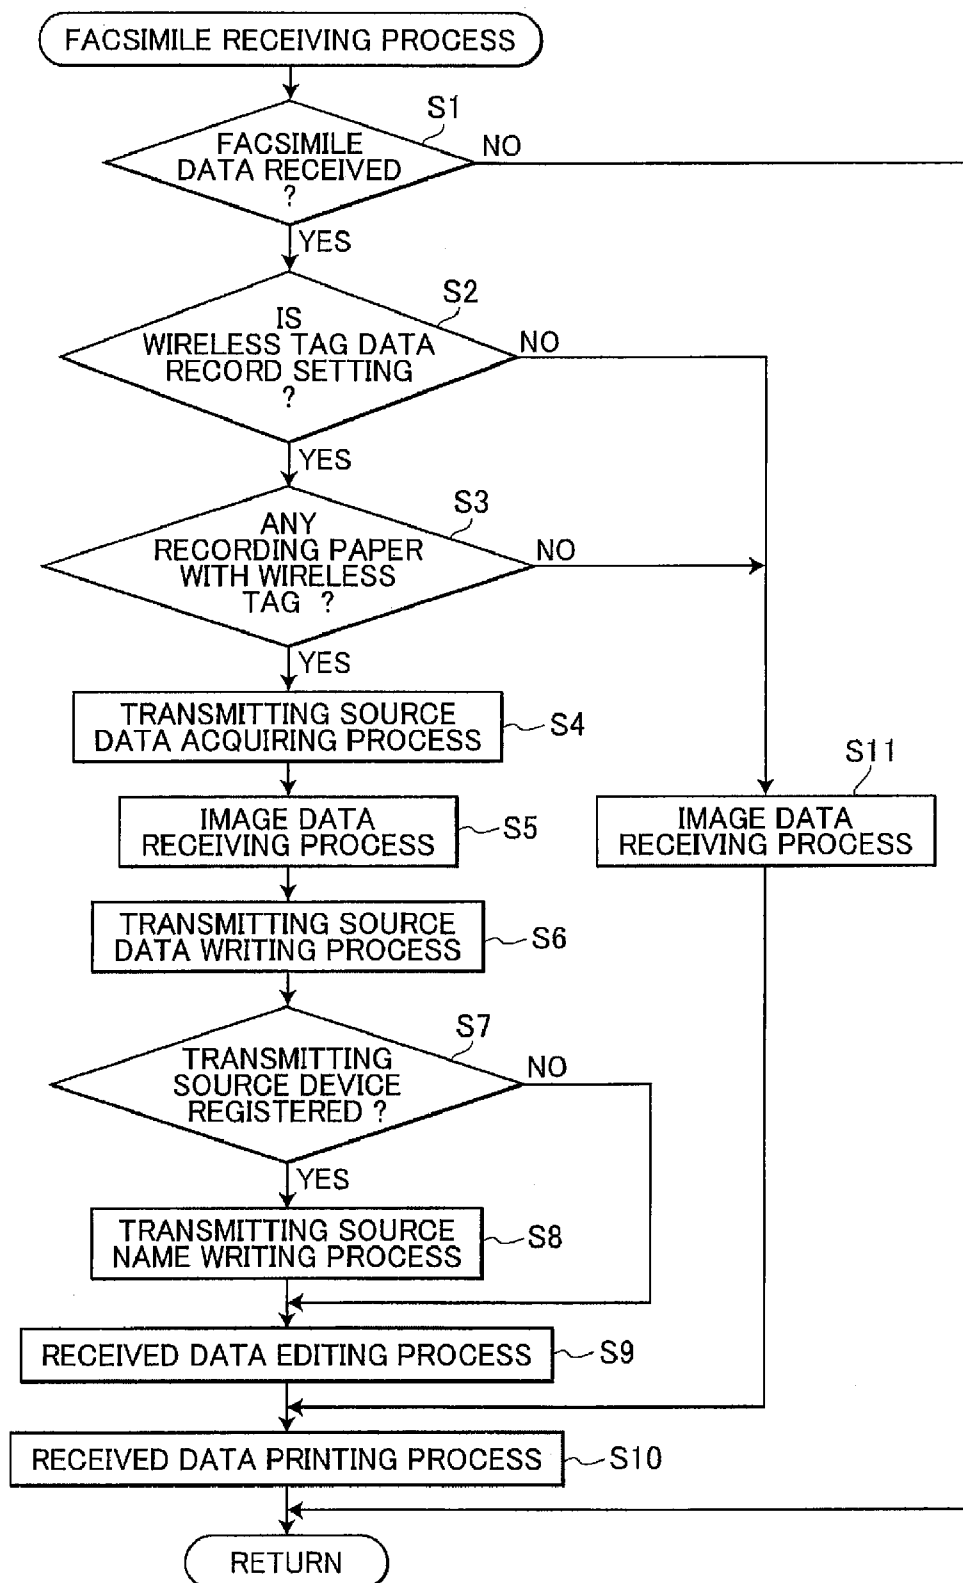 FACSIMILE RECEIVING PROCESS
S1
FACSIMILE
DATA RECEIVED
?
NO
YES
S2
IS
WIRELESS TAG DATA
RECORD SETTING
?
NO
YES
S3
ANY
RECORDING PAPER
WITH WIRELESS
TAG ?
NO
YES
TRANSMITTING SOURCE
DATA ACQUIRING PROCESS
S4
S11
IMAGE DATA
RECEIVING PROCESS
S5
IMAGE DATA
RECEIVING PROCESS
TRANSMITTING SOURCE
DATA WRITING PROCESS
S6
S7
TRANSMITTING
SOURCE DEVICE
REGISTERED ?
NO
YES
TRANSMITTING SOURCE
NAME WRITING PROCESS
S8
RECEIVED DATA EDITING PROCESS
S9
RECEIVED DATA PRINTING PROCESS
S10
RETURN